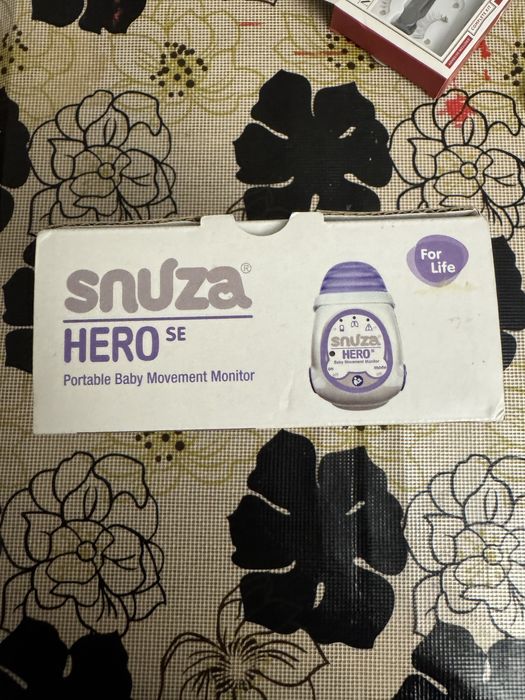 snuza®
HERO SE
Portable Baby Movement Monitor
For
Life
snuza
HERO®
Baby Movement Monitor